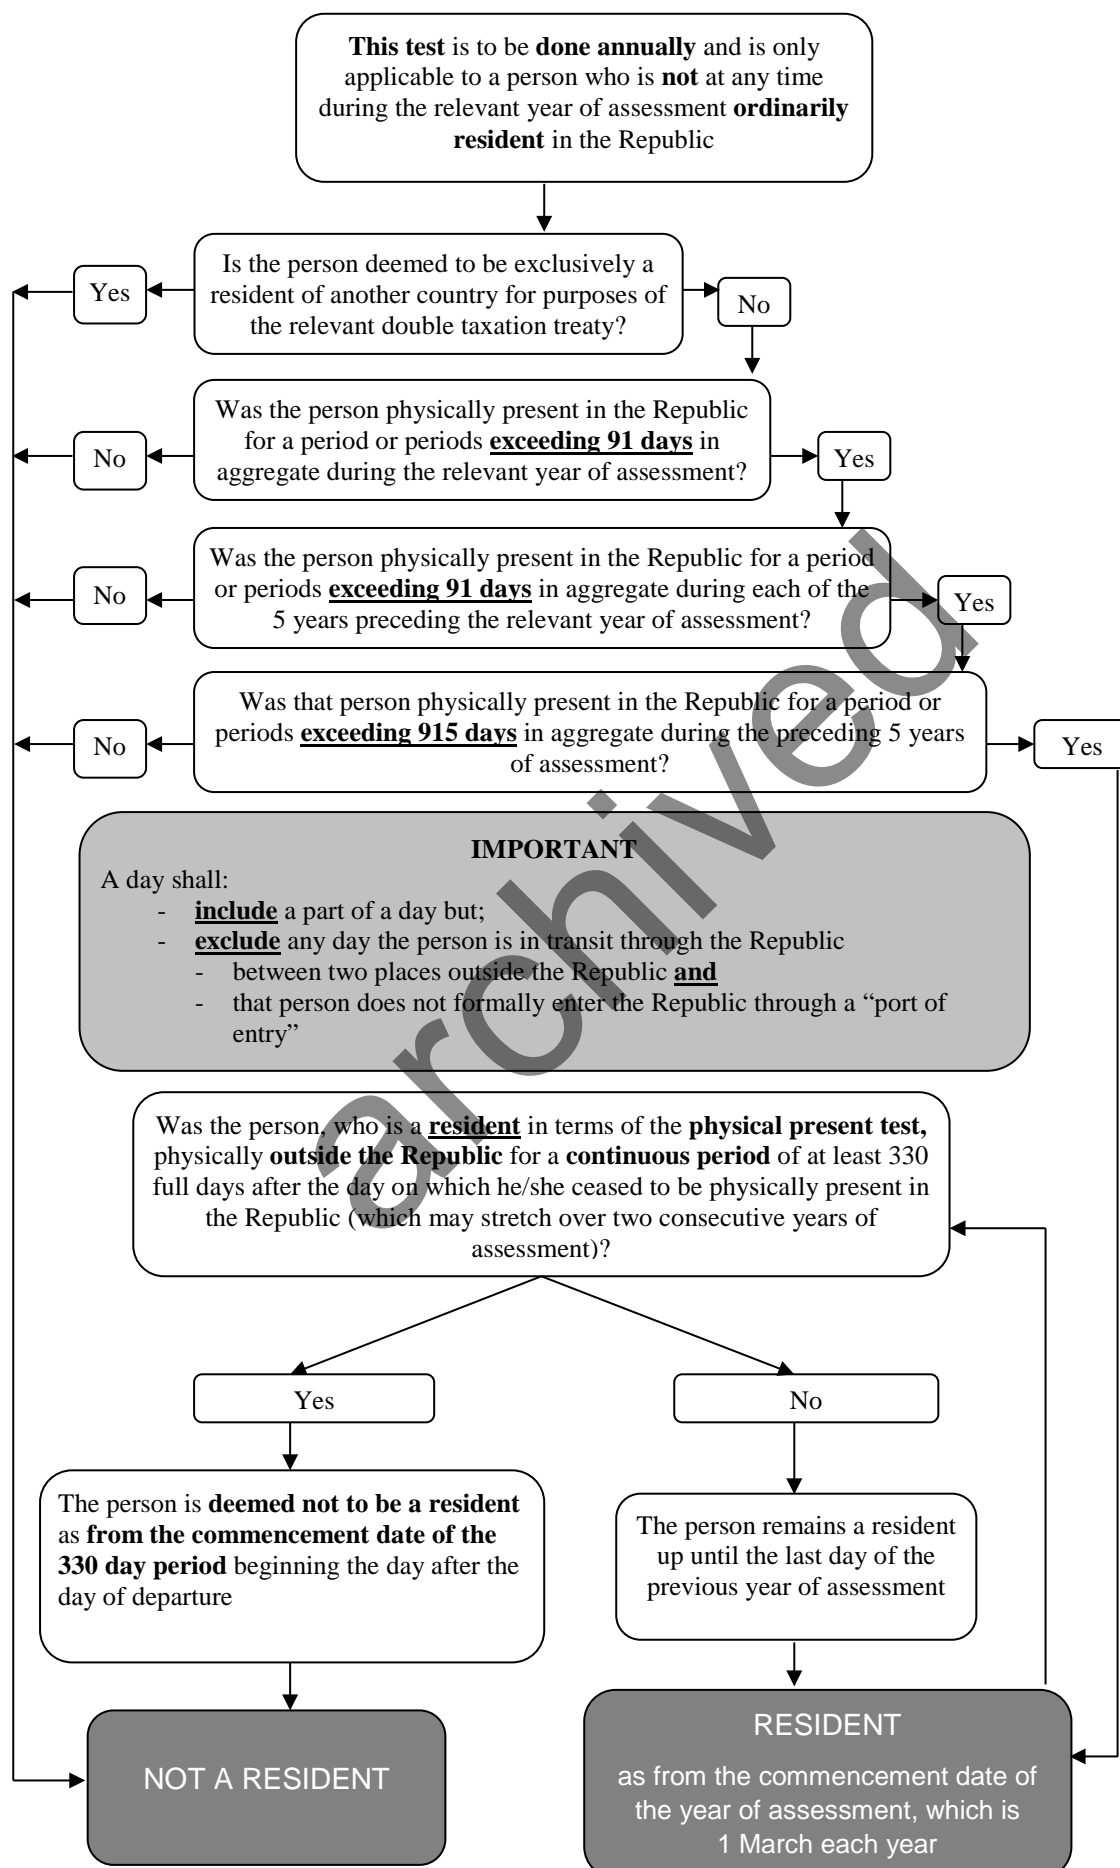 This test is to be done annually and is only
applicable to a person who is not at any time
during the relevant year of assessment ordinarily
resident in the Republic
Is the person deemed to be exclusively a
resident of another country for purposes of
the relevant double taxation treaty?
Yes
No
Was the person physically present in the Republic
for a period or periods exceeding 91 days in
aggregate during the relevant year of assessment?
No
Yes
Was the person physically present in the Republic for a period
or periods exceeding 91 days in aggregate during each of the
5 years preceding the relevant year of assessment?
No
Yes
Was that person physically present in the Republic for a period or
periods exceeding 915 days in aggregate during the preceding 5 years
of assessment?
No
Yes
IMPORTANT
A day shall:
- include a part of a day but;
- exclude any day the person is in transit through the Republic
- between two places outside the Republic and
- that person does not formally enter the Republic through a “port of
entry”
Was the person, who is a resident in terms of the physical present test,
physically outside the Republic for a continuous period of at least 330
full days after the day on which he/she ceased to be physically present in
the Republic (which may stretch over two consecutive years of
assessment)?
Yes
No
The person is deemed not to be a resident
as from the commencement date of the
330 day period beginning the day after the
day of departure
The person remains a resident
up until the last day of the
previous year of assessment
NOT A RESIDENT
RESIDENT
as from the commencement date of
the year of assessment, which is
1 March each year
archived